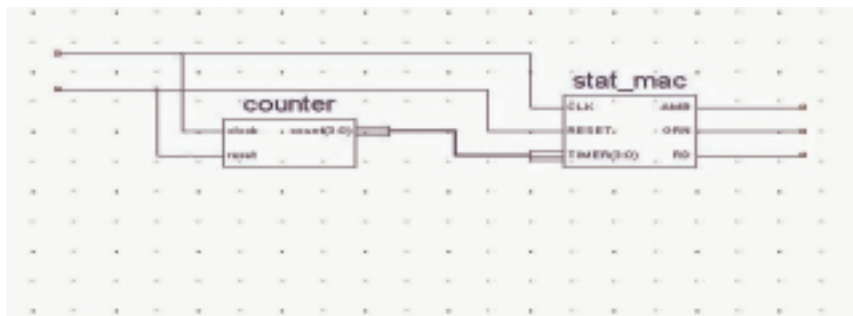 stat_mac
counter
CLK AMB
clock count(3:0) RESET GRN
reset TIMER(3:0) RD